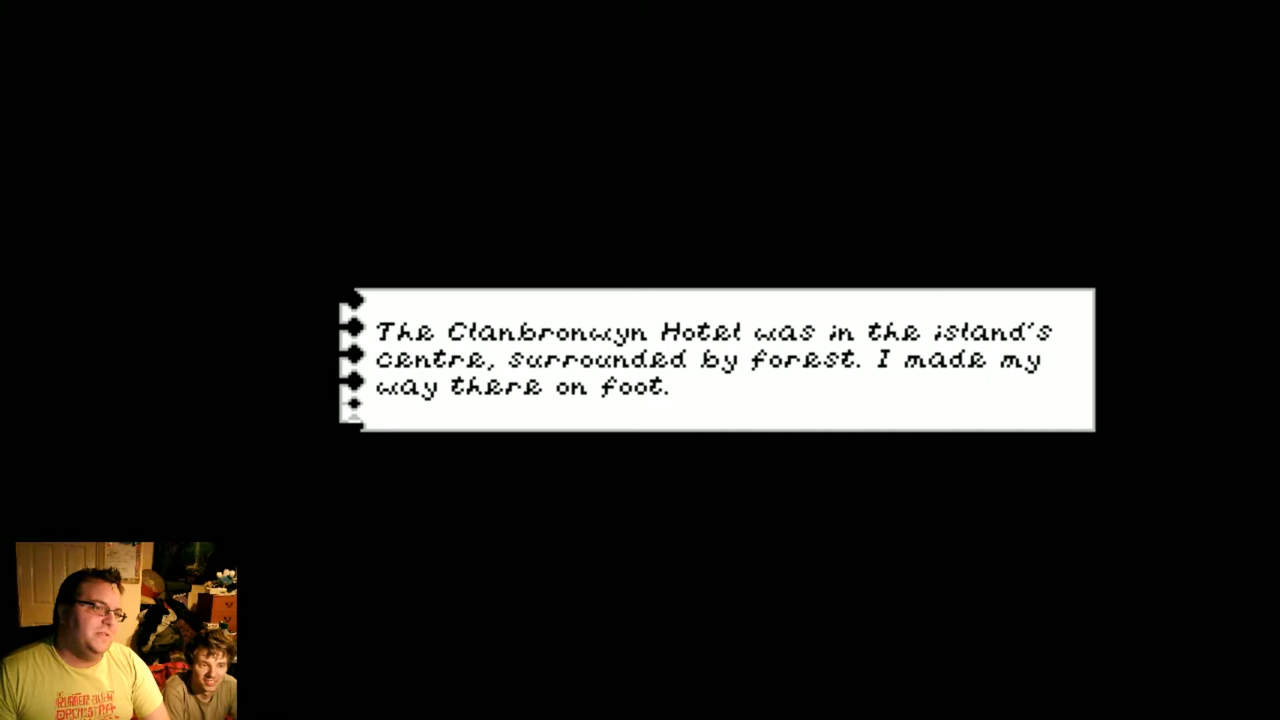 The Clanbronwyn Hotel was in the island's
centre, surrounded by forest. I made my
way there on foot.